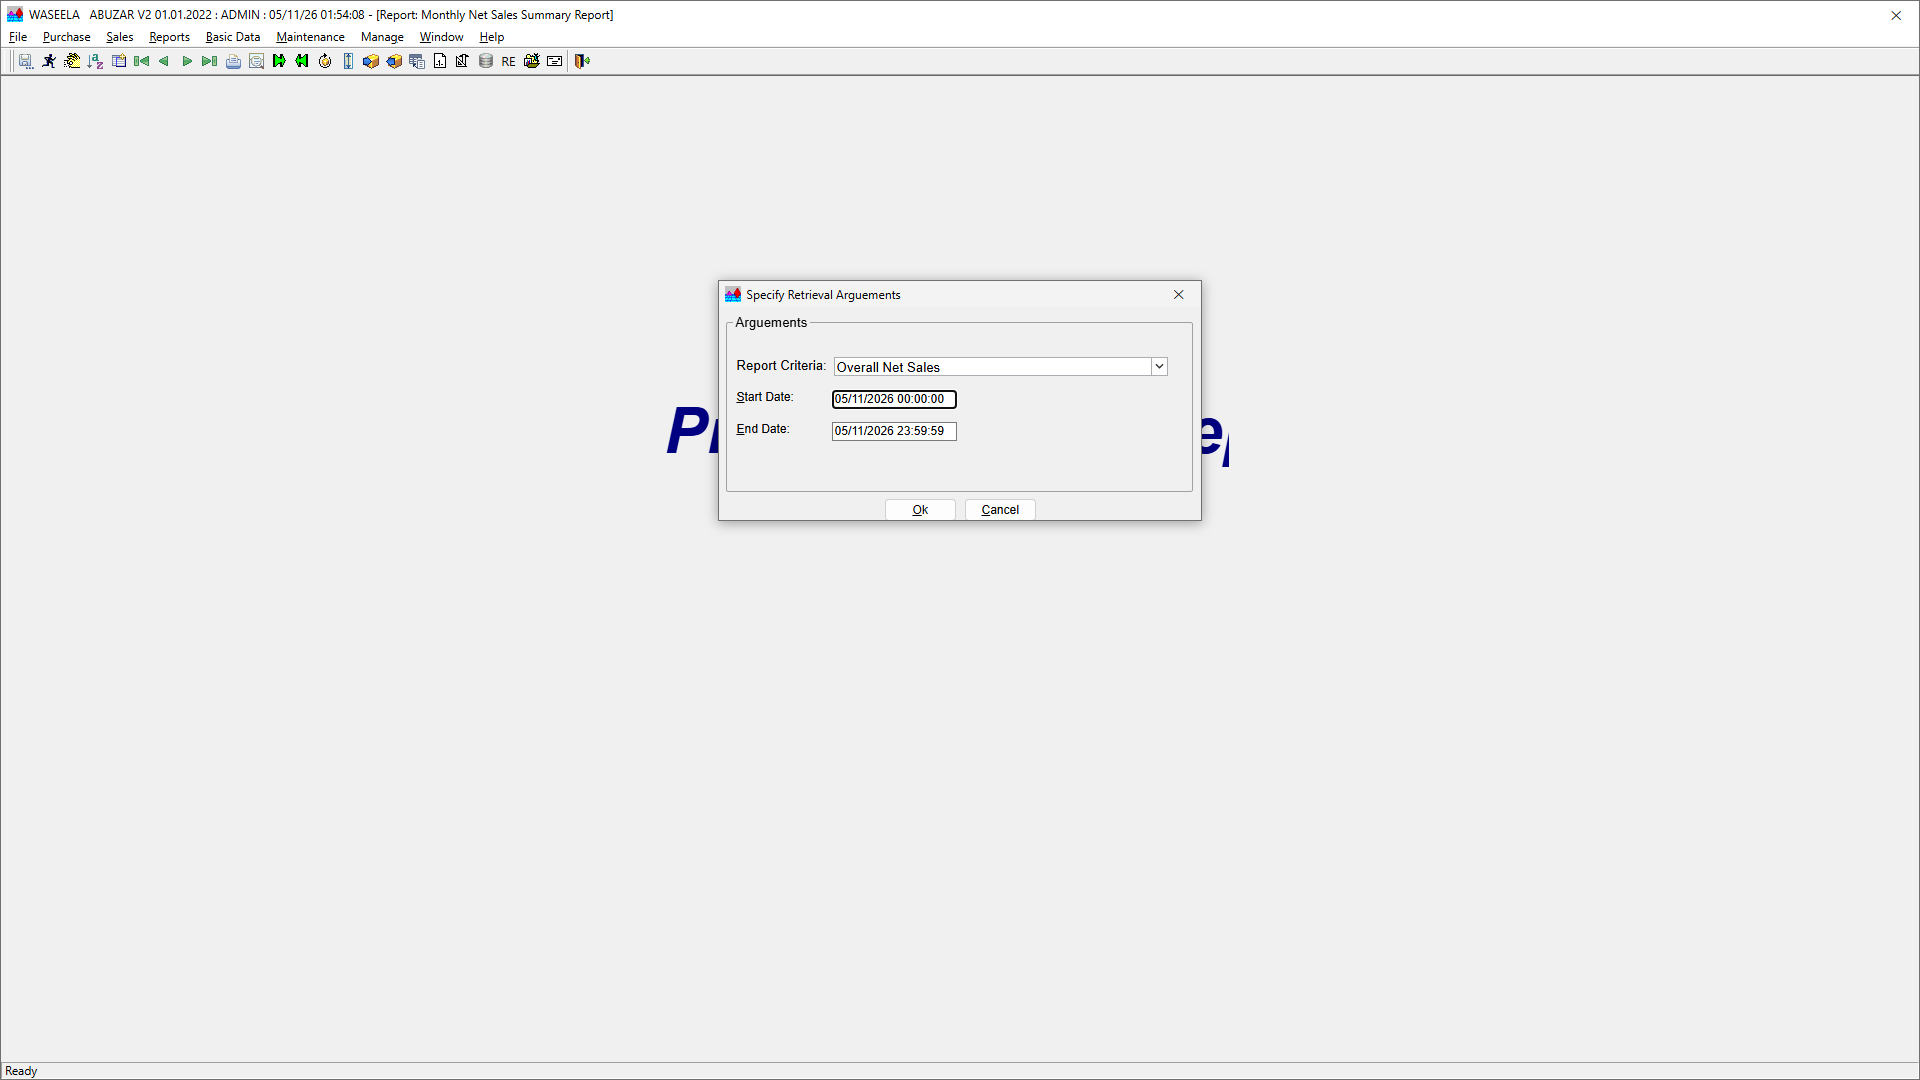 WASEELA ABUZAR V2 01.01.2022 : ADMIN : 05/11/26 01:54:08 - [Report: Monthly Net Sales Summary Report]
File Purchase Sales Reports Basic Data Maintenance Manage Window Help
RE
Specify Retrieval Arguements
Arguements
Report Criteria: Overall Net Sales
Start Date: 05/11/2026 00:00:00
End Date: 05/11/2026 23:59:59
Ok Cancel
Ready